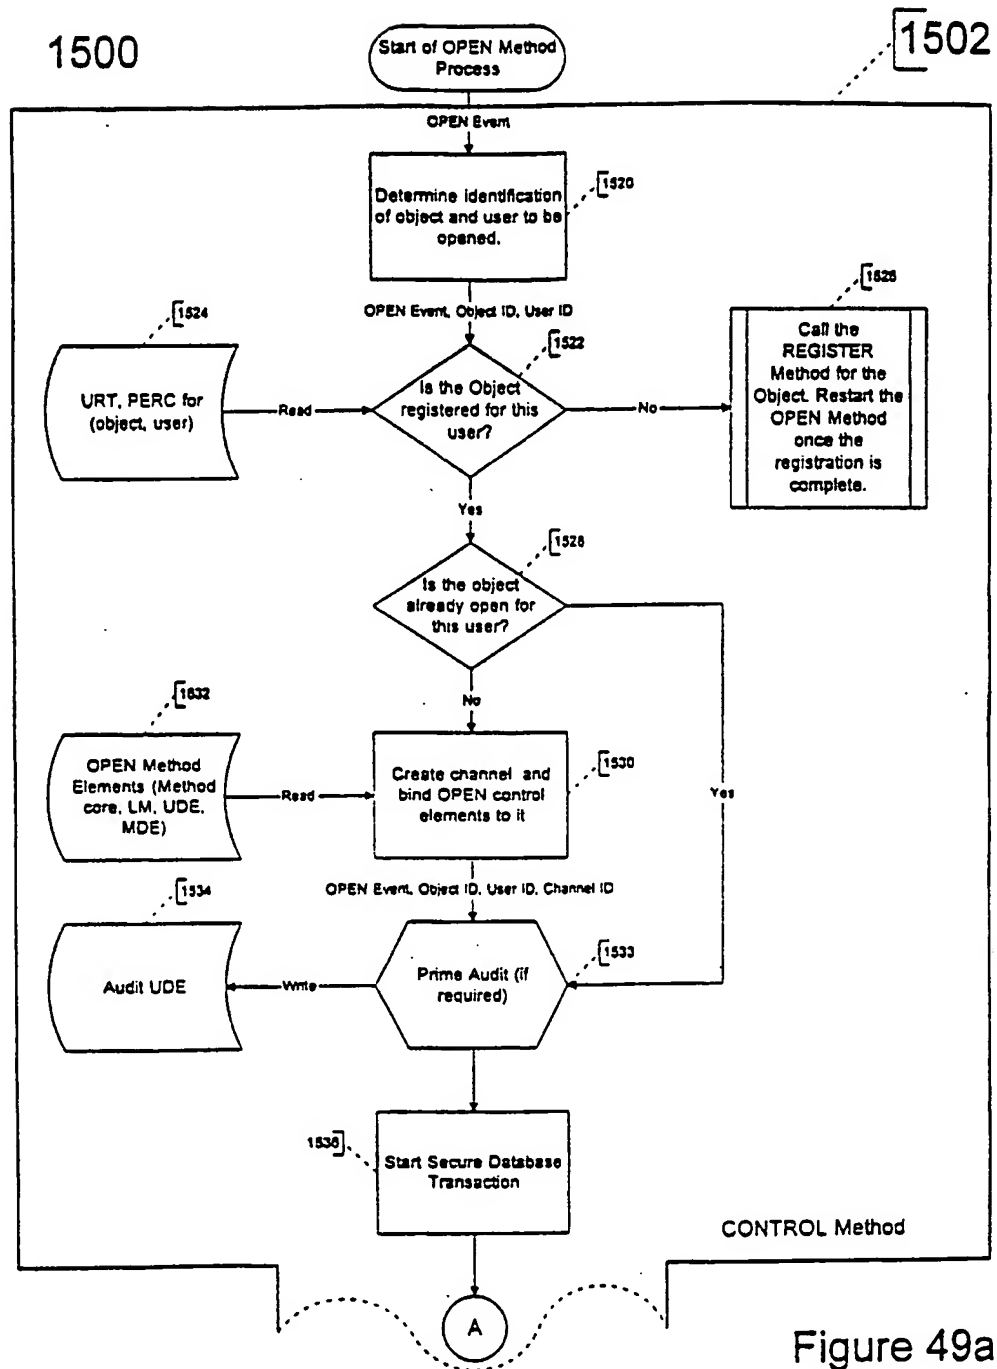 1500
Start of OPEN Method
Process
1502
OPEN Event
1520
Determine identification
of object and user to be
opened.
OPEN Event, Object ID, User ID
1524
1522
1526
URT, PERC for
(object, user)
Read
Is the Object
registered for this
user?
No
Call the
REGISTER
Method for the
Object. Restart the
OPEN Method
once the
registration is
complete.
Yes
1528
Is the object
already open for
this user?
No
1532
OPEN Method
Elements (Method
core, LM, UDE,
MDE)
Read
Create channel and
bind OPEN control
elements to it
1530
Yes
OPEN Event, Object ID, User ID, Channel ID
1534
1533
Audit UDE
Write
Prime Audit (if
required)
1536
Start Secure Database
Transaction
CONTROL Method
A
Figure 49a